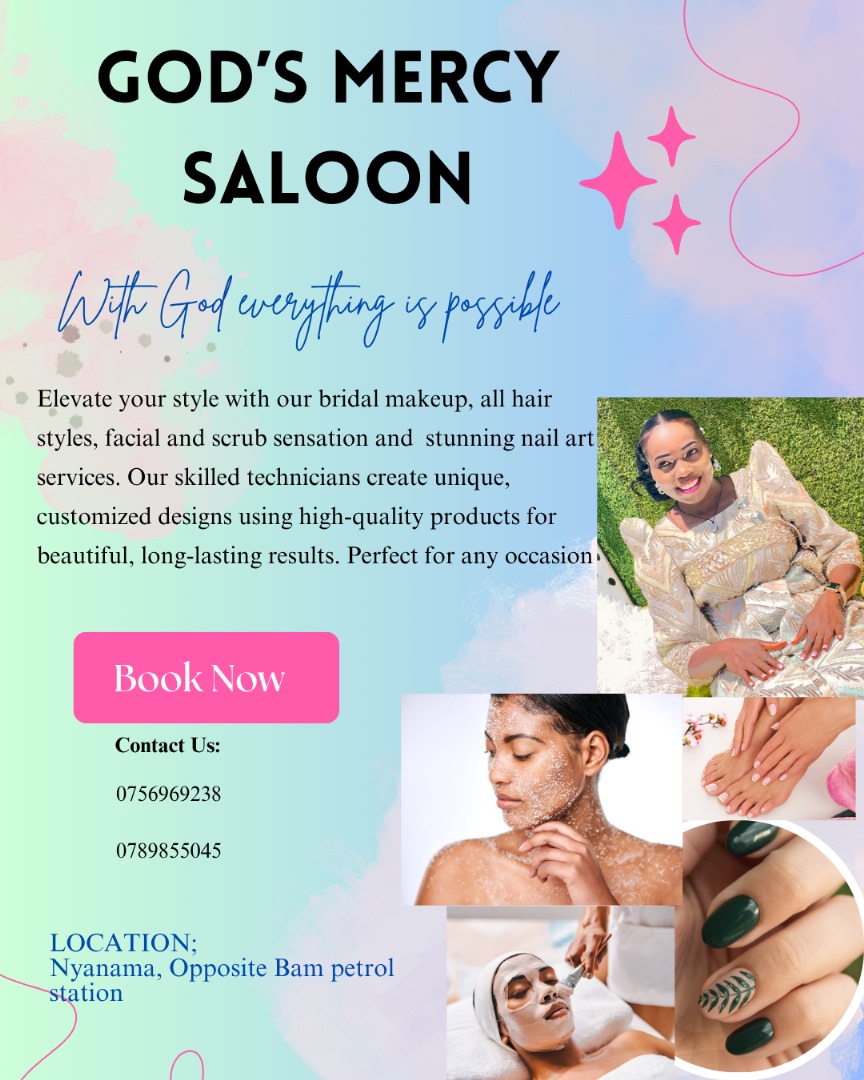 GOD'S MERCY
SALOON
With God everything is possible
Elevate your style with our bridal makeup, all hair
styles, facial and scrub sensation and  stunning nail art
services. Our skilled technicians create unique,
customized designs using high-quality products for
beautiful, long-lasting results. Perfect for any occasion
Book Now
Contact Us:
0756969238
0789855045
LOCATION;
Nyanama, Opposite Bam petrol
station